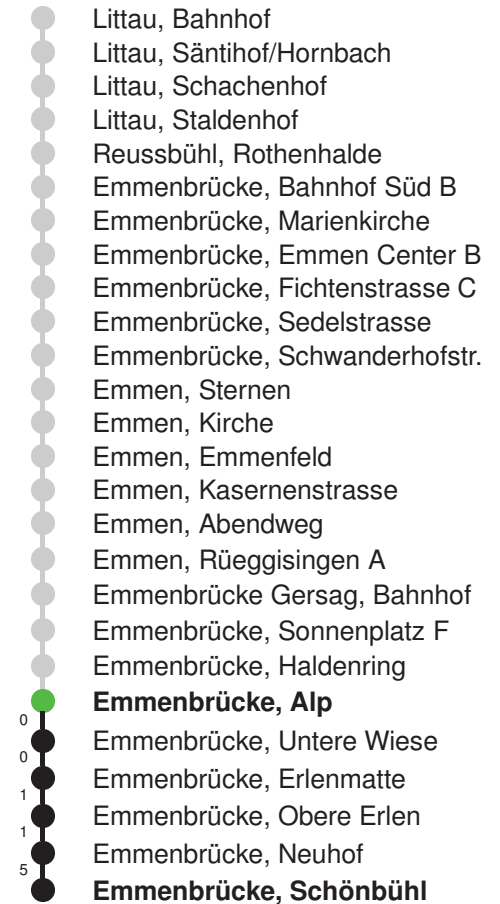 Littau, Bahnhof
Littau, Säntihof/Hornbach
Littau, Schachenhof
Littau, Staldenhof
Reussbühl, Rothenhalde
Emmenbrücke, Bahnhof Süd B
Emmenbrücke, Marienkirche
Emmenbrücke, Emmen Center B
Emmenbrücke, Fichtenstrasse C
Emmenbrücke, Sedelstrasse
Emmenbrücke, Schwanderhofstr.
Emmen, Sternen
Emmen, Kirche
Emmen, Emmenfeld
Emmen, Kasernenstrasse
Emmen, Abendweg
Emmen, Rüeggisingen A
Emmenbrücke Gersag, Bahnhof
Emmenbrücke, Sonnenplatz F
Emmenbrücke, Haldenring
Emmenbrücke, Alp
0
Emmenbrücke, Untere Wiese
0
Emmenbrücke, Erlenmatte
1
Emmenbrücke, Obere Erlen
1
Emmenbrücke, Neuhof
5
Emmenbrücke, Schönbühl